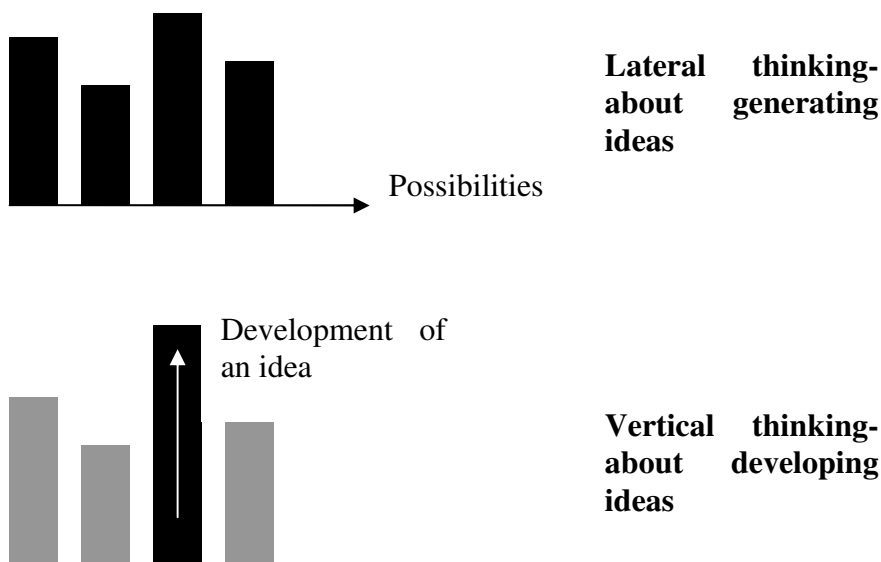 Lateral thinking-
about generating
ideas
Possibilities
Development of
an idea
Vertical thinking-
about developing
ideas